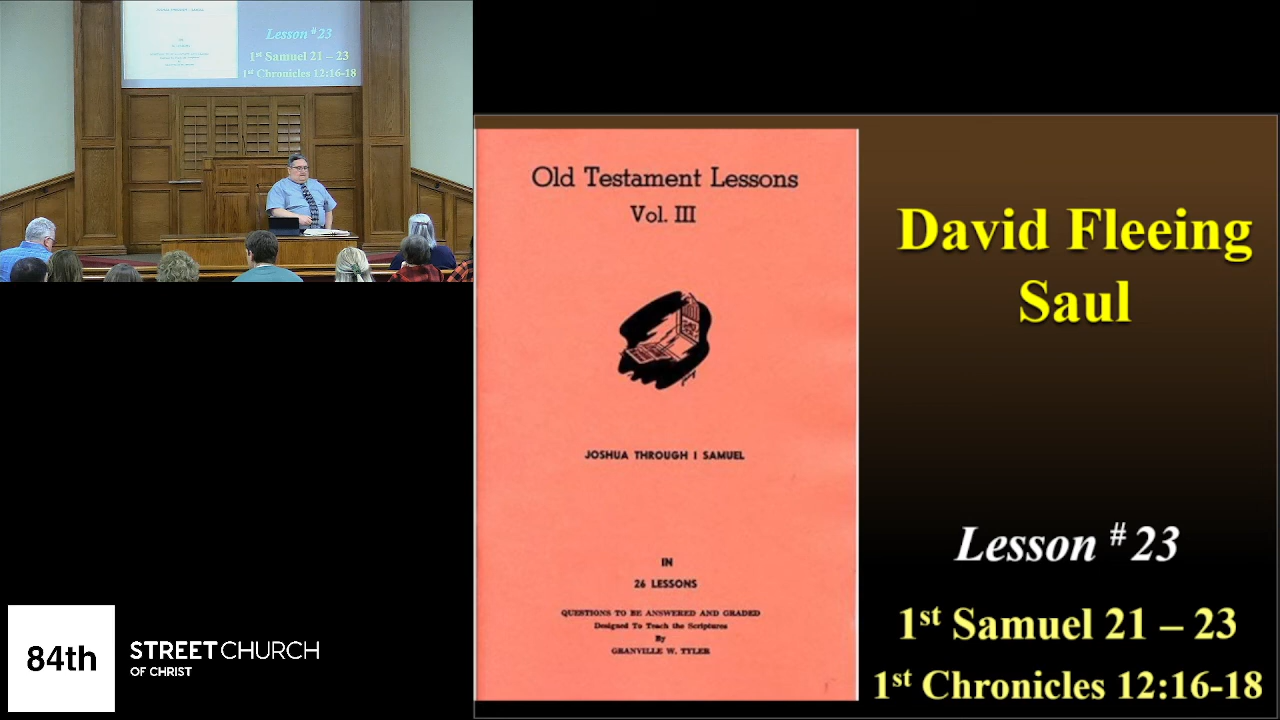 Lesson #23
1st Samuel 21 – 23
1st Chronicles 12:16-18
Old Testament Lessons
Vol. III
JOSHUA THROUGH I SAMUEL
IN
26 LESSONS
QUESTIONS TO BE ANSWERED AND GRADED
Designed To Teach the Scriptures
By
GRANVILLE W. TYLER
David Fleeing
Saul
Lesson # 23
1st Samuel 21 – 23
1st Chronicles 12:16-18
84th
STREET CHURCH
OF CHRIST